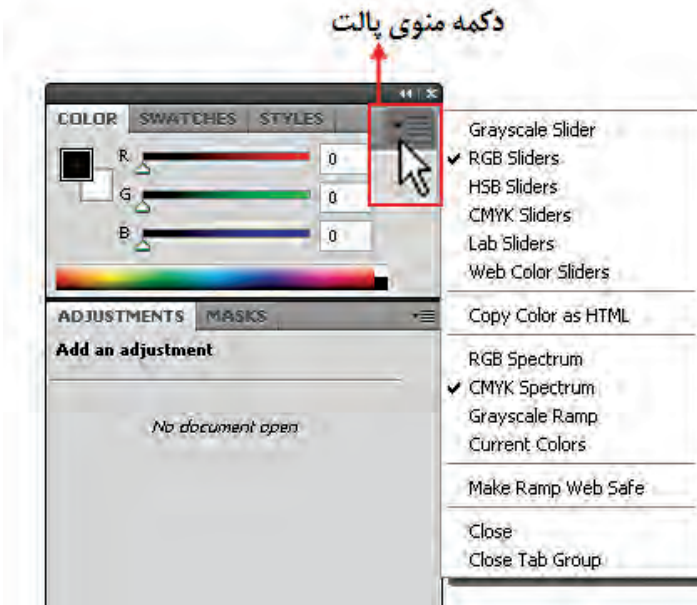 دکمه منوی پالت
COLOR SWATCHES STYLES
R 0
G 0
B 0
ADJUSTMENTS MASKS
Add an adjustment
No document open
Grayscale Slider
✔ RGB Sliders
HSB Sliders
CMYK Sliders
Lab Sliders
Web Color Sliders
Copy Color as HTML
RGB Spectrum
✔ CMYK Spectrum
Grayscale Ramp
Current Colors
Make Ramp Web Safe
Close
Close Tab Group